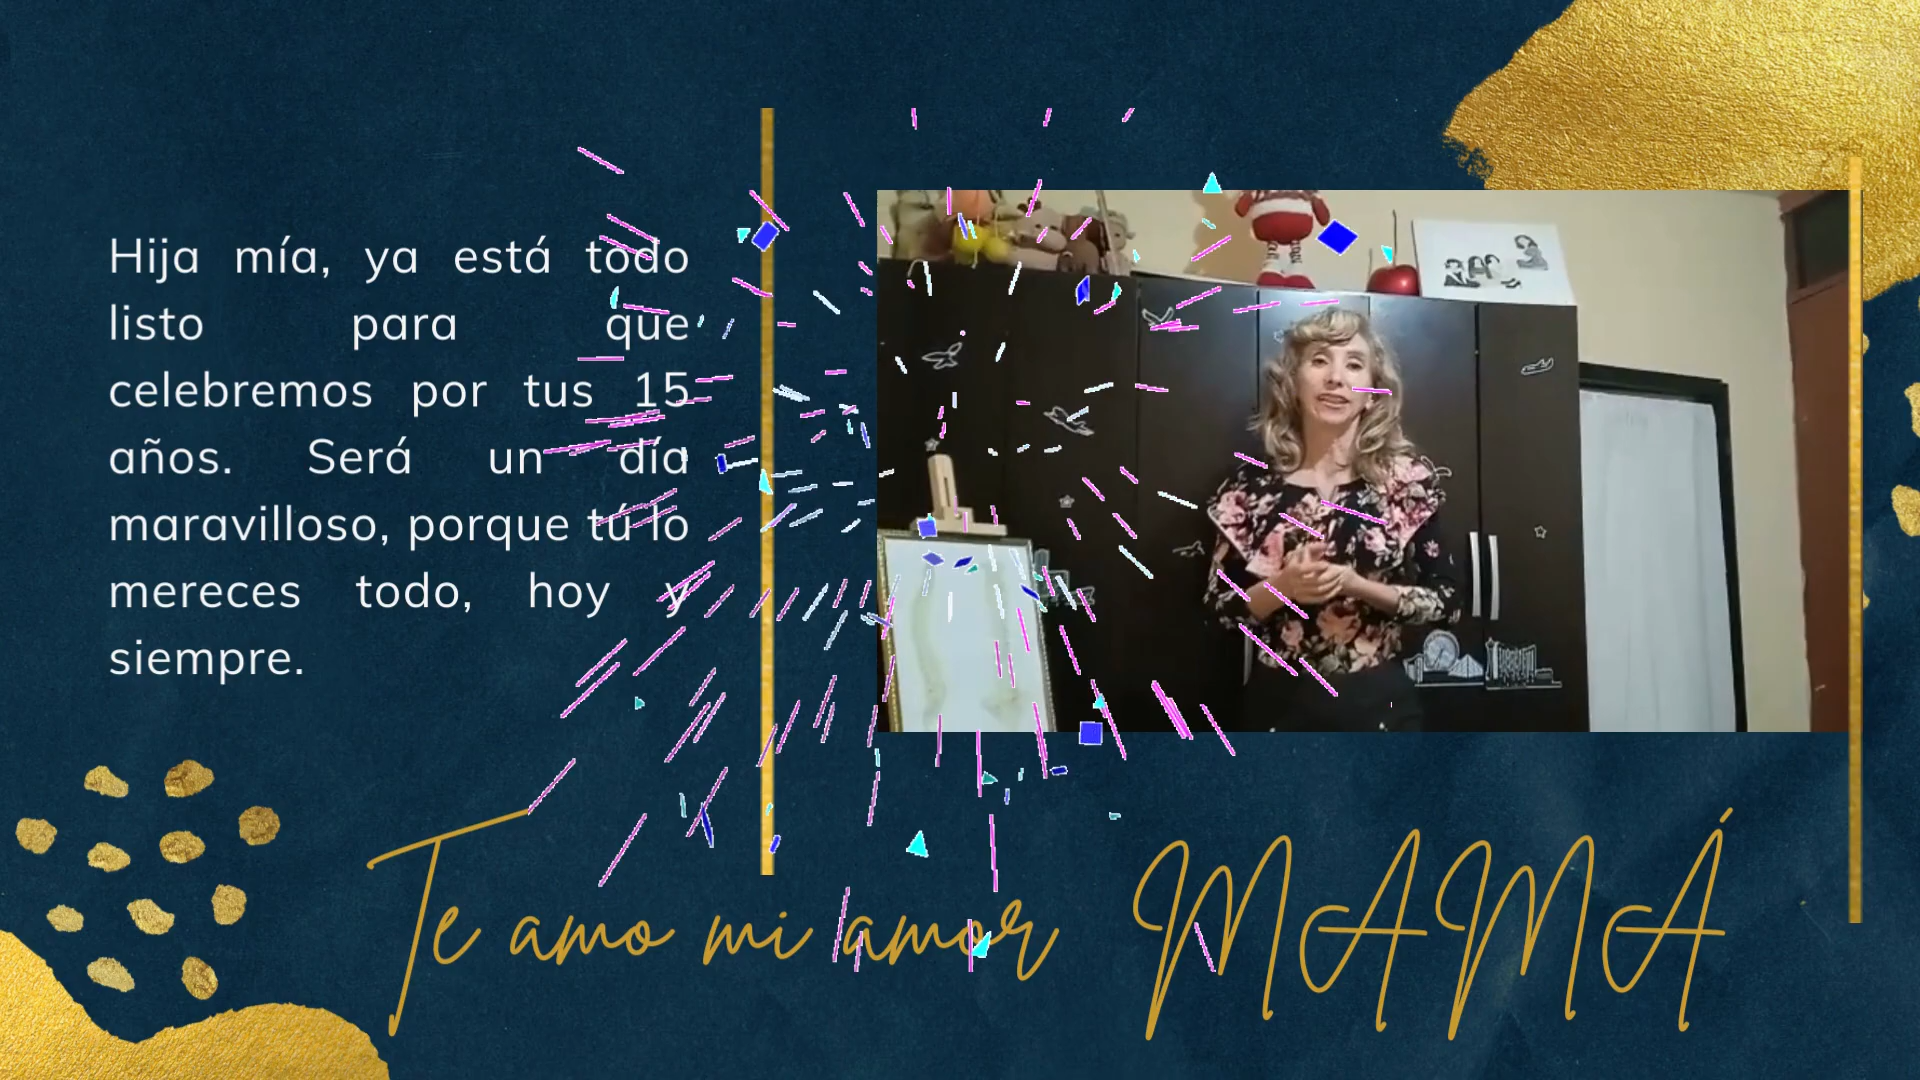 Hija mía, ya está todo
listo para que
celebremos por tus 15
años. Será un día
maravilloso, porque tú lo
mereces todo, hoy y
siempre.
Te amo mi amor MAMÁ